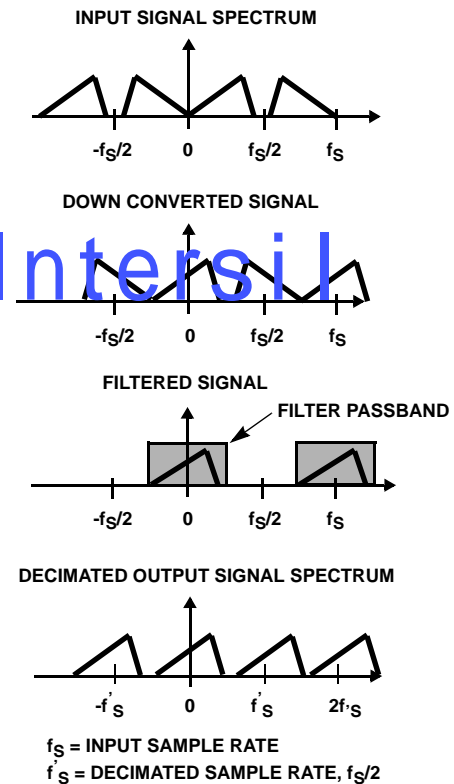 INPUT SIGNAL SPECTRUM
-fS/2 0 fS/2 fS
DOWN CONVERTED SIGNAL
Intersil
-fS/2 0 fS/2 fS
FILTERED SIGNAL
FILTER PASSBAND
-fS/2 0 fS/2 fS
DECIMATED OUTPUT SIGNAL SPECTRUM
-f'S 0 f'S 2f'S
fS = INPUT SAMPLE RATE
f'S = DECIMATED SAMPLE RATE, fS/2